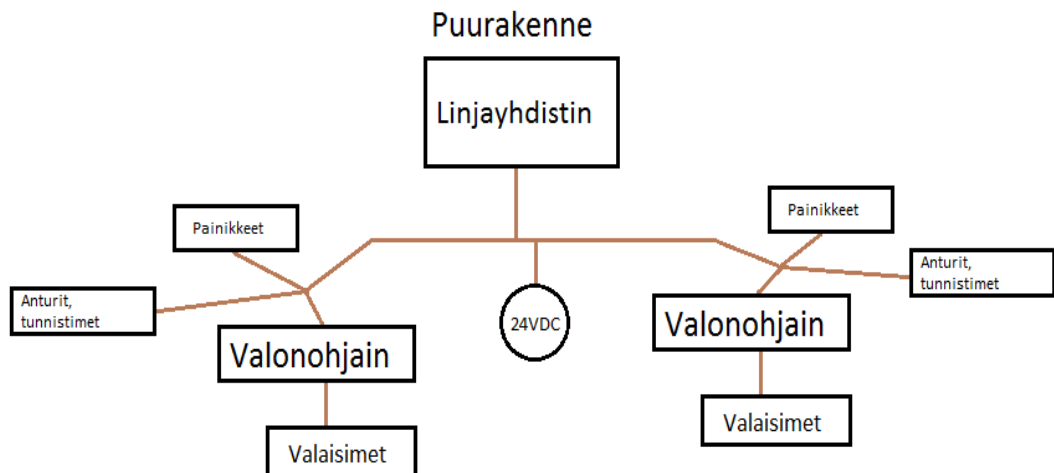 Puurakenne
Linjayhdistin
Painikkeet
Painikkeet
Anturit,
tunnistimet
Anturit,
tunnistimet
24VDC
Valonohjain
Valonohjain
Valaisimet
Valaisimet